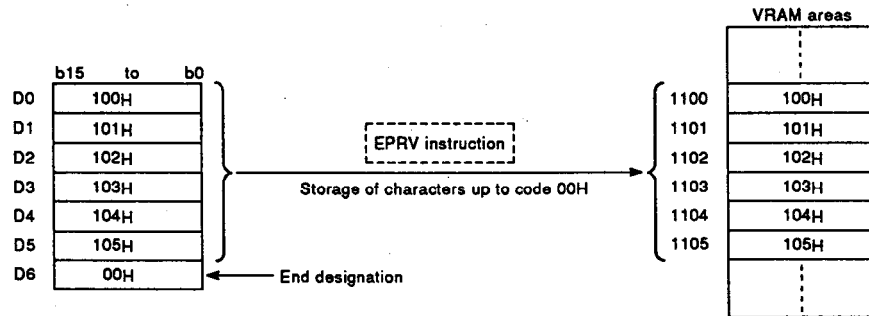 VRAM areas
b15 to b0
D0 100H 1100 100H
D1 101H 1101 101H
EPRV instruction
D2 102H 1102 102H
Storage of characters up to code 00H
D3 103H 1103 103H
D4 104H 1104 104H
D5 105H 1105 105H
D6 00H End designation